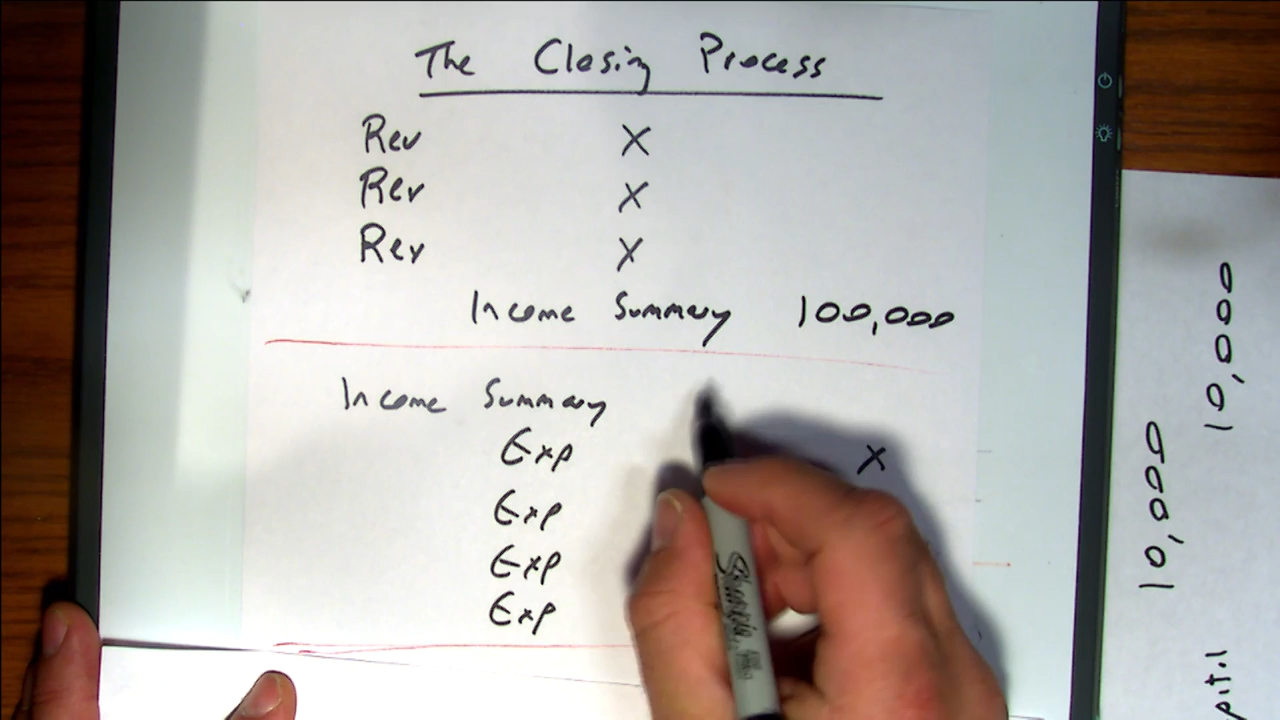 The Closing Process
Rev X
Rev X
Rev X
Income Summary 100,000
Income Summary
Exp X
Exp
Exp
Exp
Sharpie
10,000
10,000